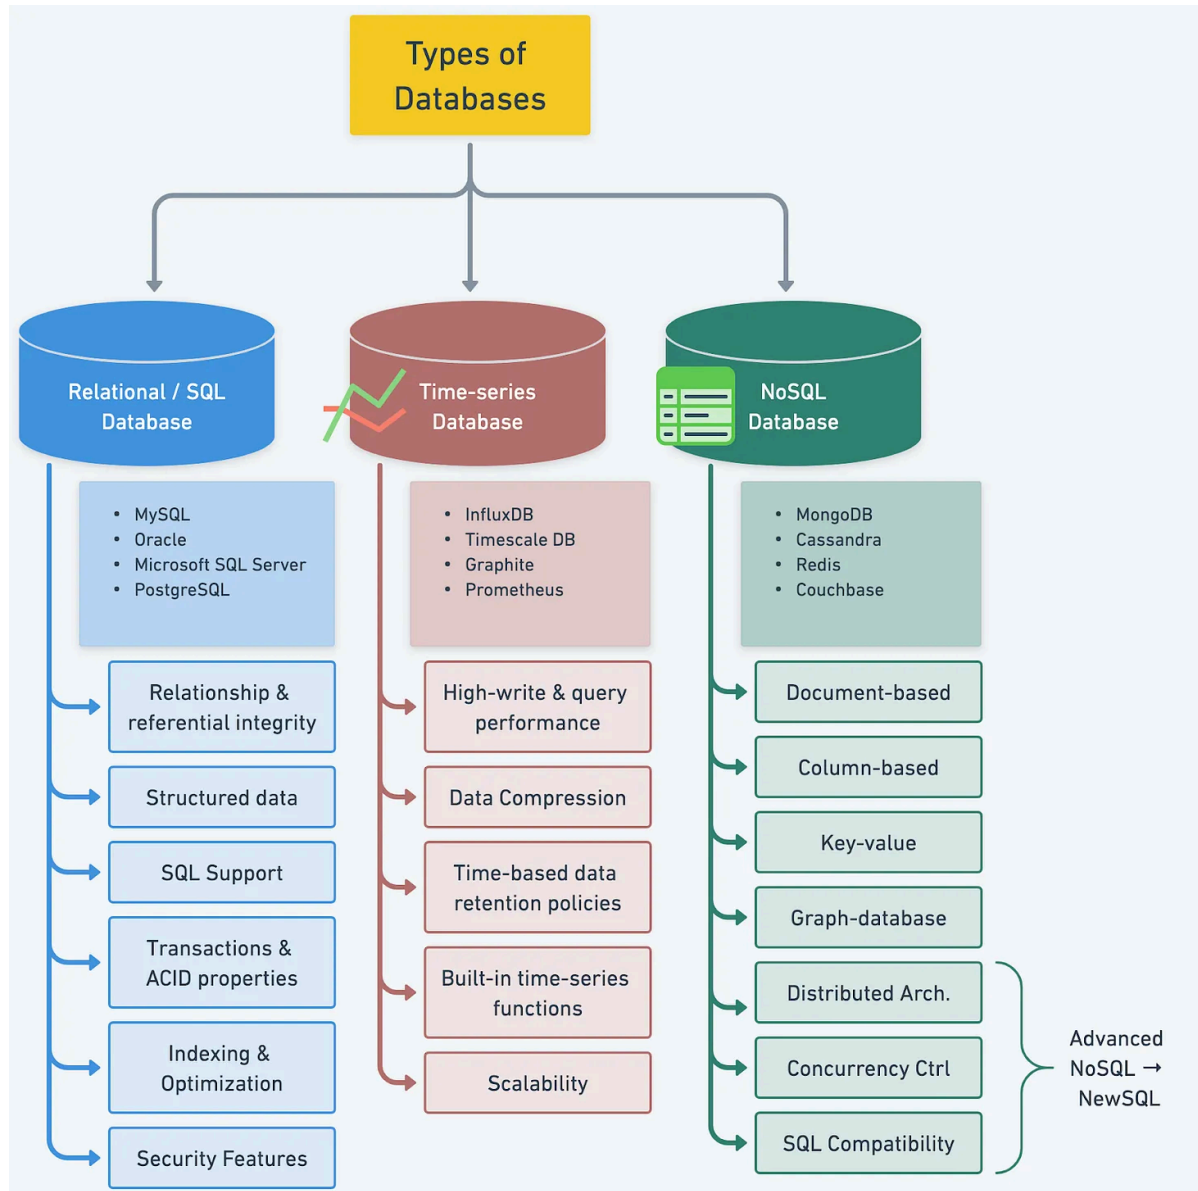 Types of
Databases
Relational / SQL
Database
• MySQL
• Oracle
• Microsoft SQL Server
• PostgreSQL
Relationship &
referential integrity
Structured data
SQL Support
Transactions &
ACID properties
Indexing &
Optimization
Security Features
Time-series
Database
• InfluxDB
• Timescale DB
• Graphite
• Prometheus
High-write & query
performance
Data Compression
Time-based data
retention policies
Built-in time-series
functions
Scalability
NoSQL
Database
• MongoDB
• Cassandra
• Redis
• Couchbase
Document-based
Column-based
Key-value
Graph-database
Distributed Arch.
Concurrency Ctrl
SQL Compatibility
Advanced
NoSQL →
NewSQL